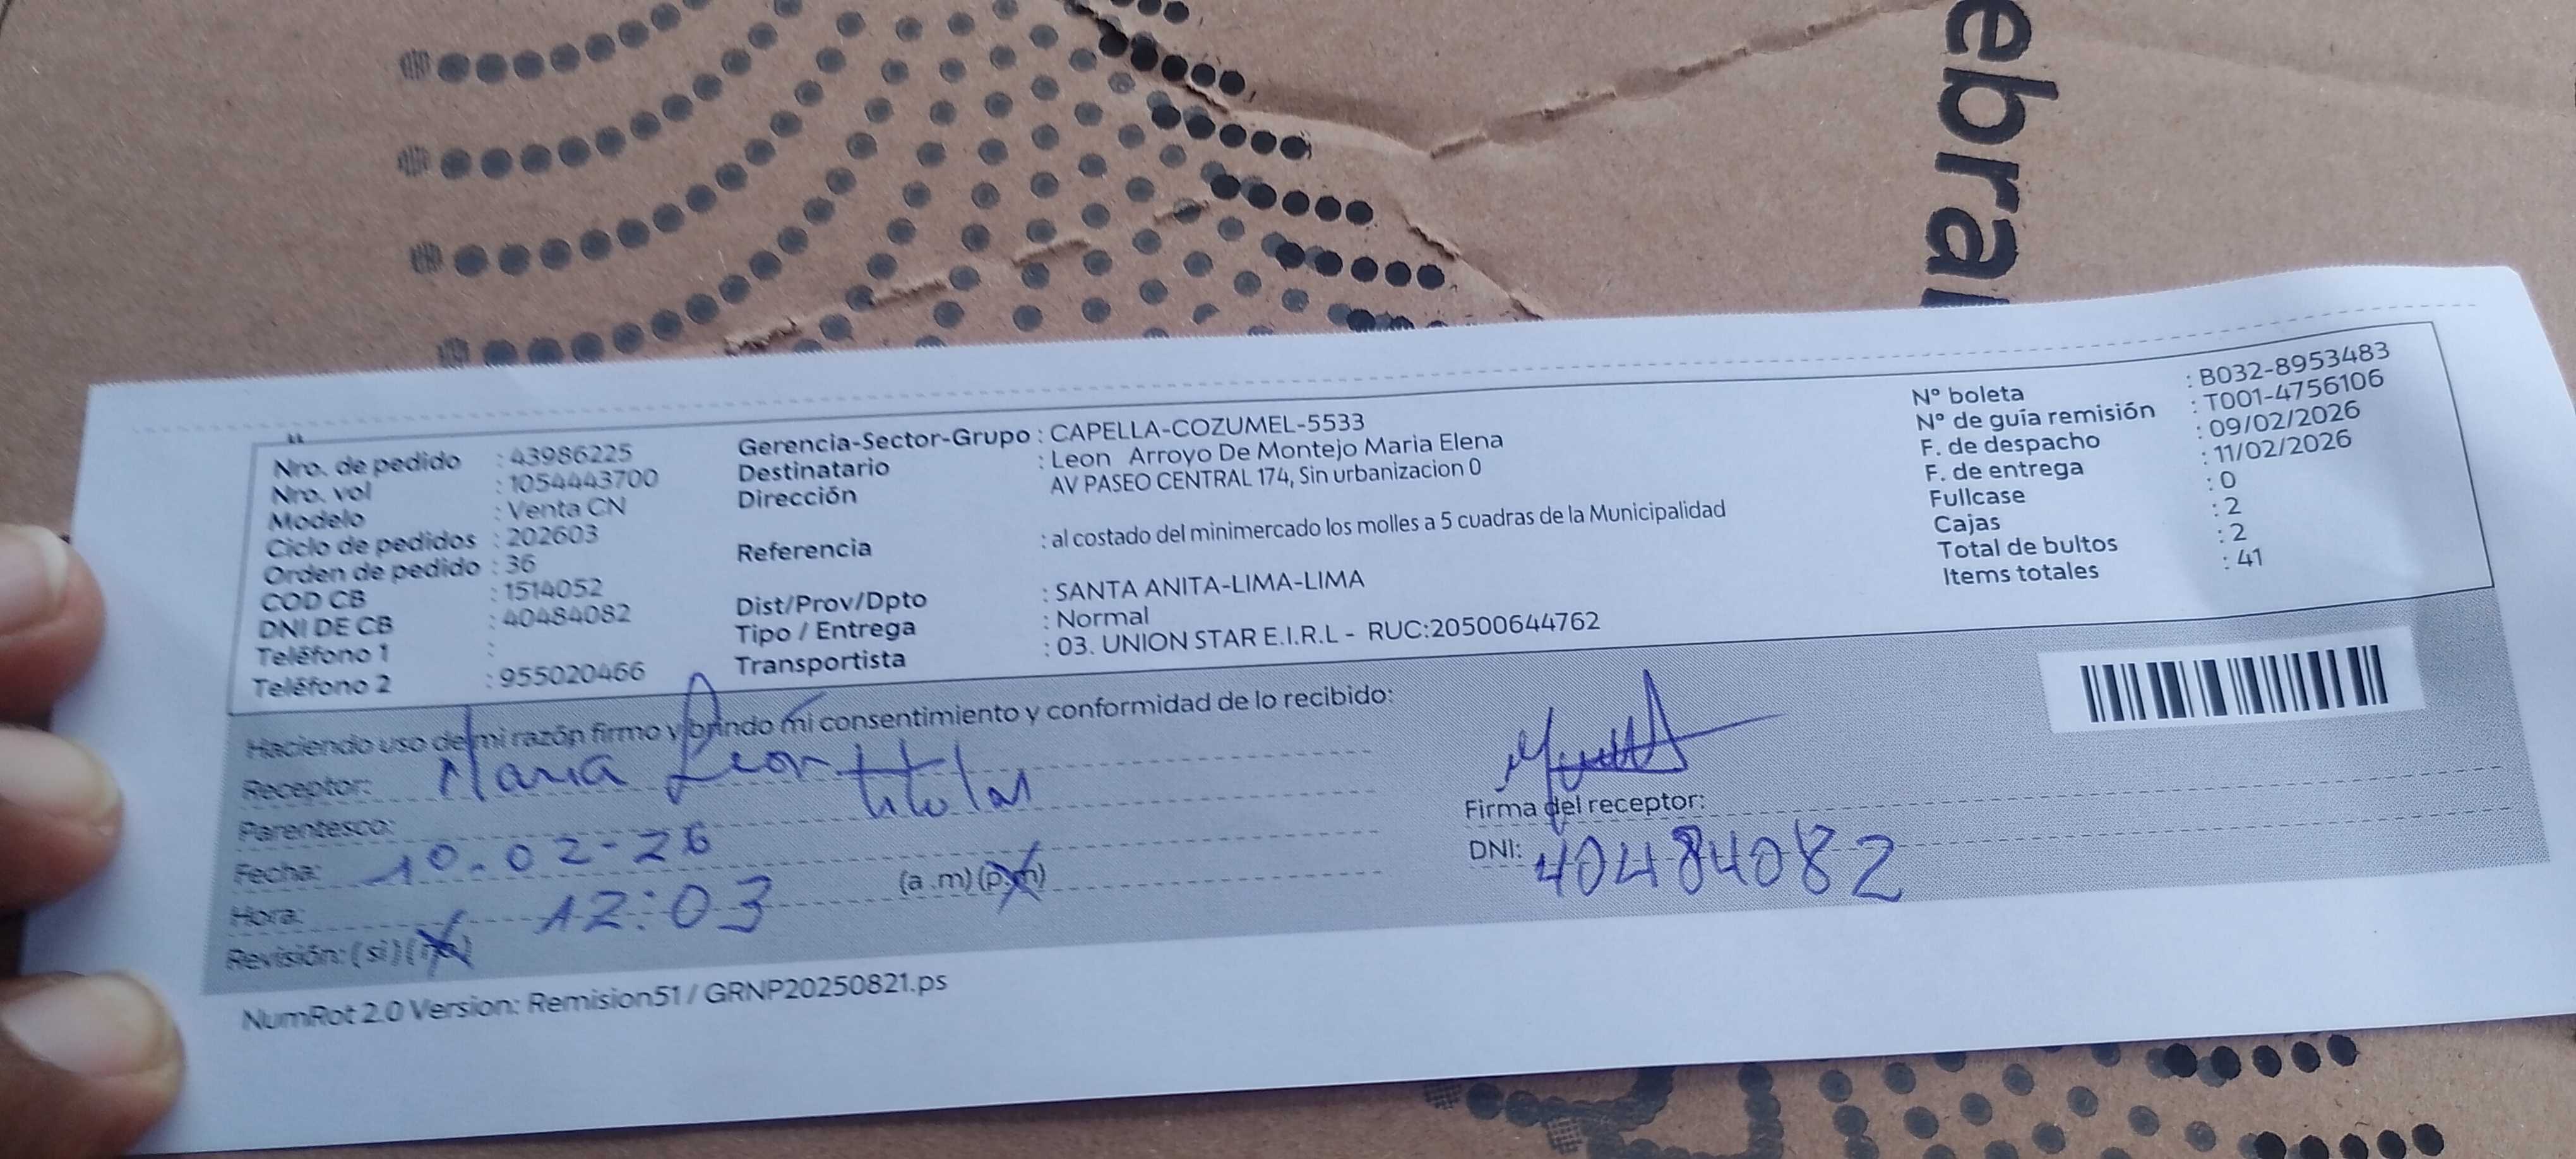 ebra
Nro. de pedido : 43986225
Nro. vol : 1054443700
Modelo : Venta CN
Ciclo de pedidos : 202603
Orden de pedido : 36
COD CB : 1514052
DNI DE CB : 40484082
Teléfono 1 :
Teléfono 2 : 955020466
Gerencia-Sector-Grupo : CAPELLA-COZUMEL-5533
Destinatario : Leon Arroyo De Montejo Maria Elena
Dirección AV PASEO CENTRAL 174, Sin urbanizacion 0
Referencia : al costado del minimercado los molles a 5 cuadras de la Municipalidad
Dist/Prov/Dpto : SANTA ANITA-LIMA-LIMA
Tipo / Entrega : Normal
Transportista : 03. UNION STAR E.I.R.L - RUC:20500644762
N° boleta : B032-8953483
N° de guía remisión : T001-4756106
F. de despacho : 09/02/2026
F. de entrega : 11/02/2026
Fullcase : 0
Cajas : 2
Total de bultos : 2
Items totales : 41
Haciendo uso de mi razón firmo y brindo mi consentimiento y conformidad de lo recibido:
Receptor: Maria Leon
Parentesco: titular
Fecha: 10.02-26
Hora: 12:03 (a .m) (p.m)
Revisión: ( si ) ( no )
Firma del receptor:
DNI: 40484082
NumRot 2.0 Version: Remision51 / GRNP20250821.ps